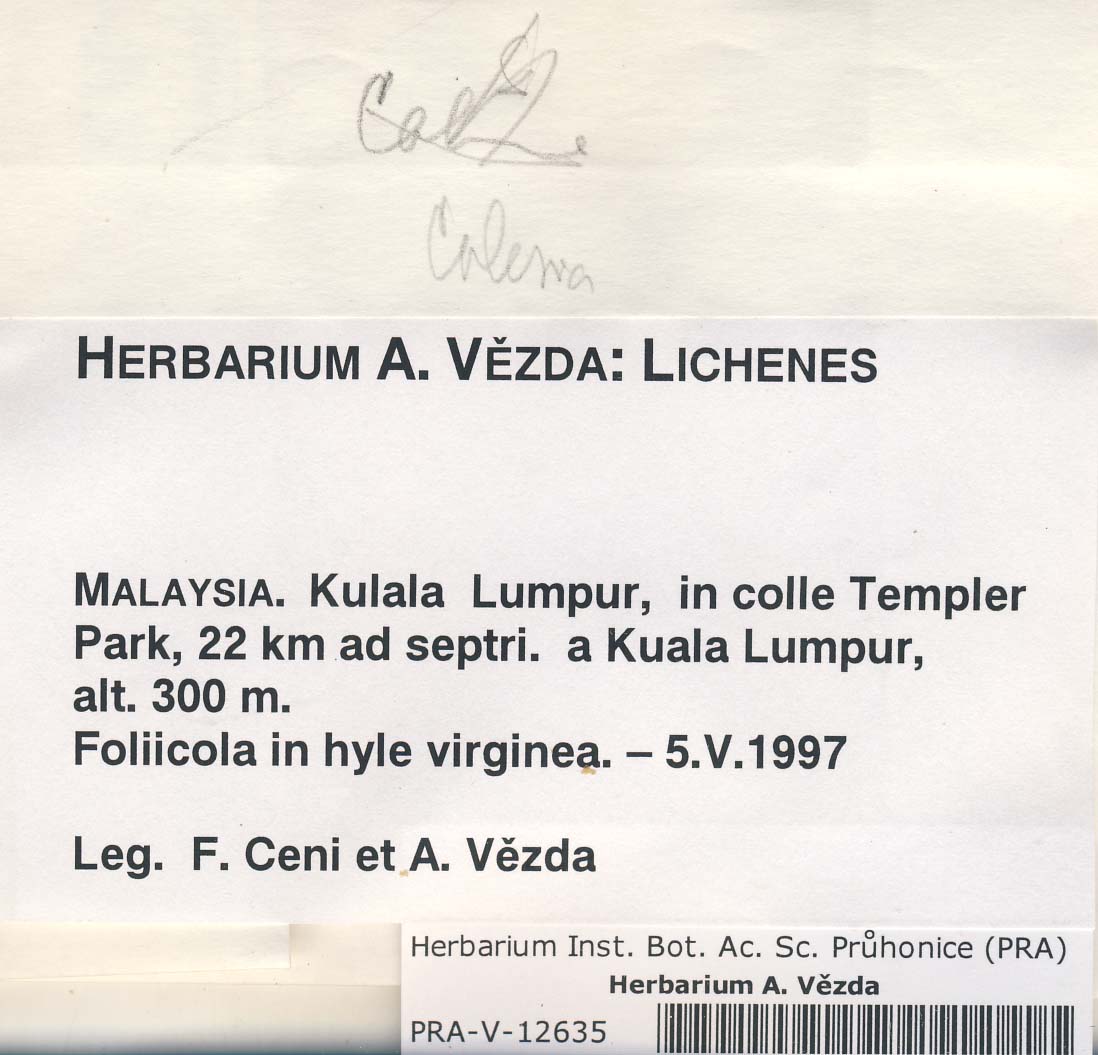 HERBARIUM A. VĚZDA: LICHENES
MALAYSIA. Kulala Lumpur, in colle Templer
Park, 22 km ad septri. a Kuala Lumpur,
alt. 300 m.
Foliicola in hyle virginea. – 5.V.1997
Leg. F. Ceni et A. Vězda
Herbarium Inst. Bot. Ac. Sc. Průhonice (PRA)
Herbarium A. Vězda
PRA-V-12635